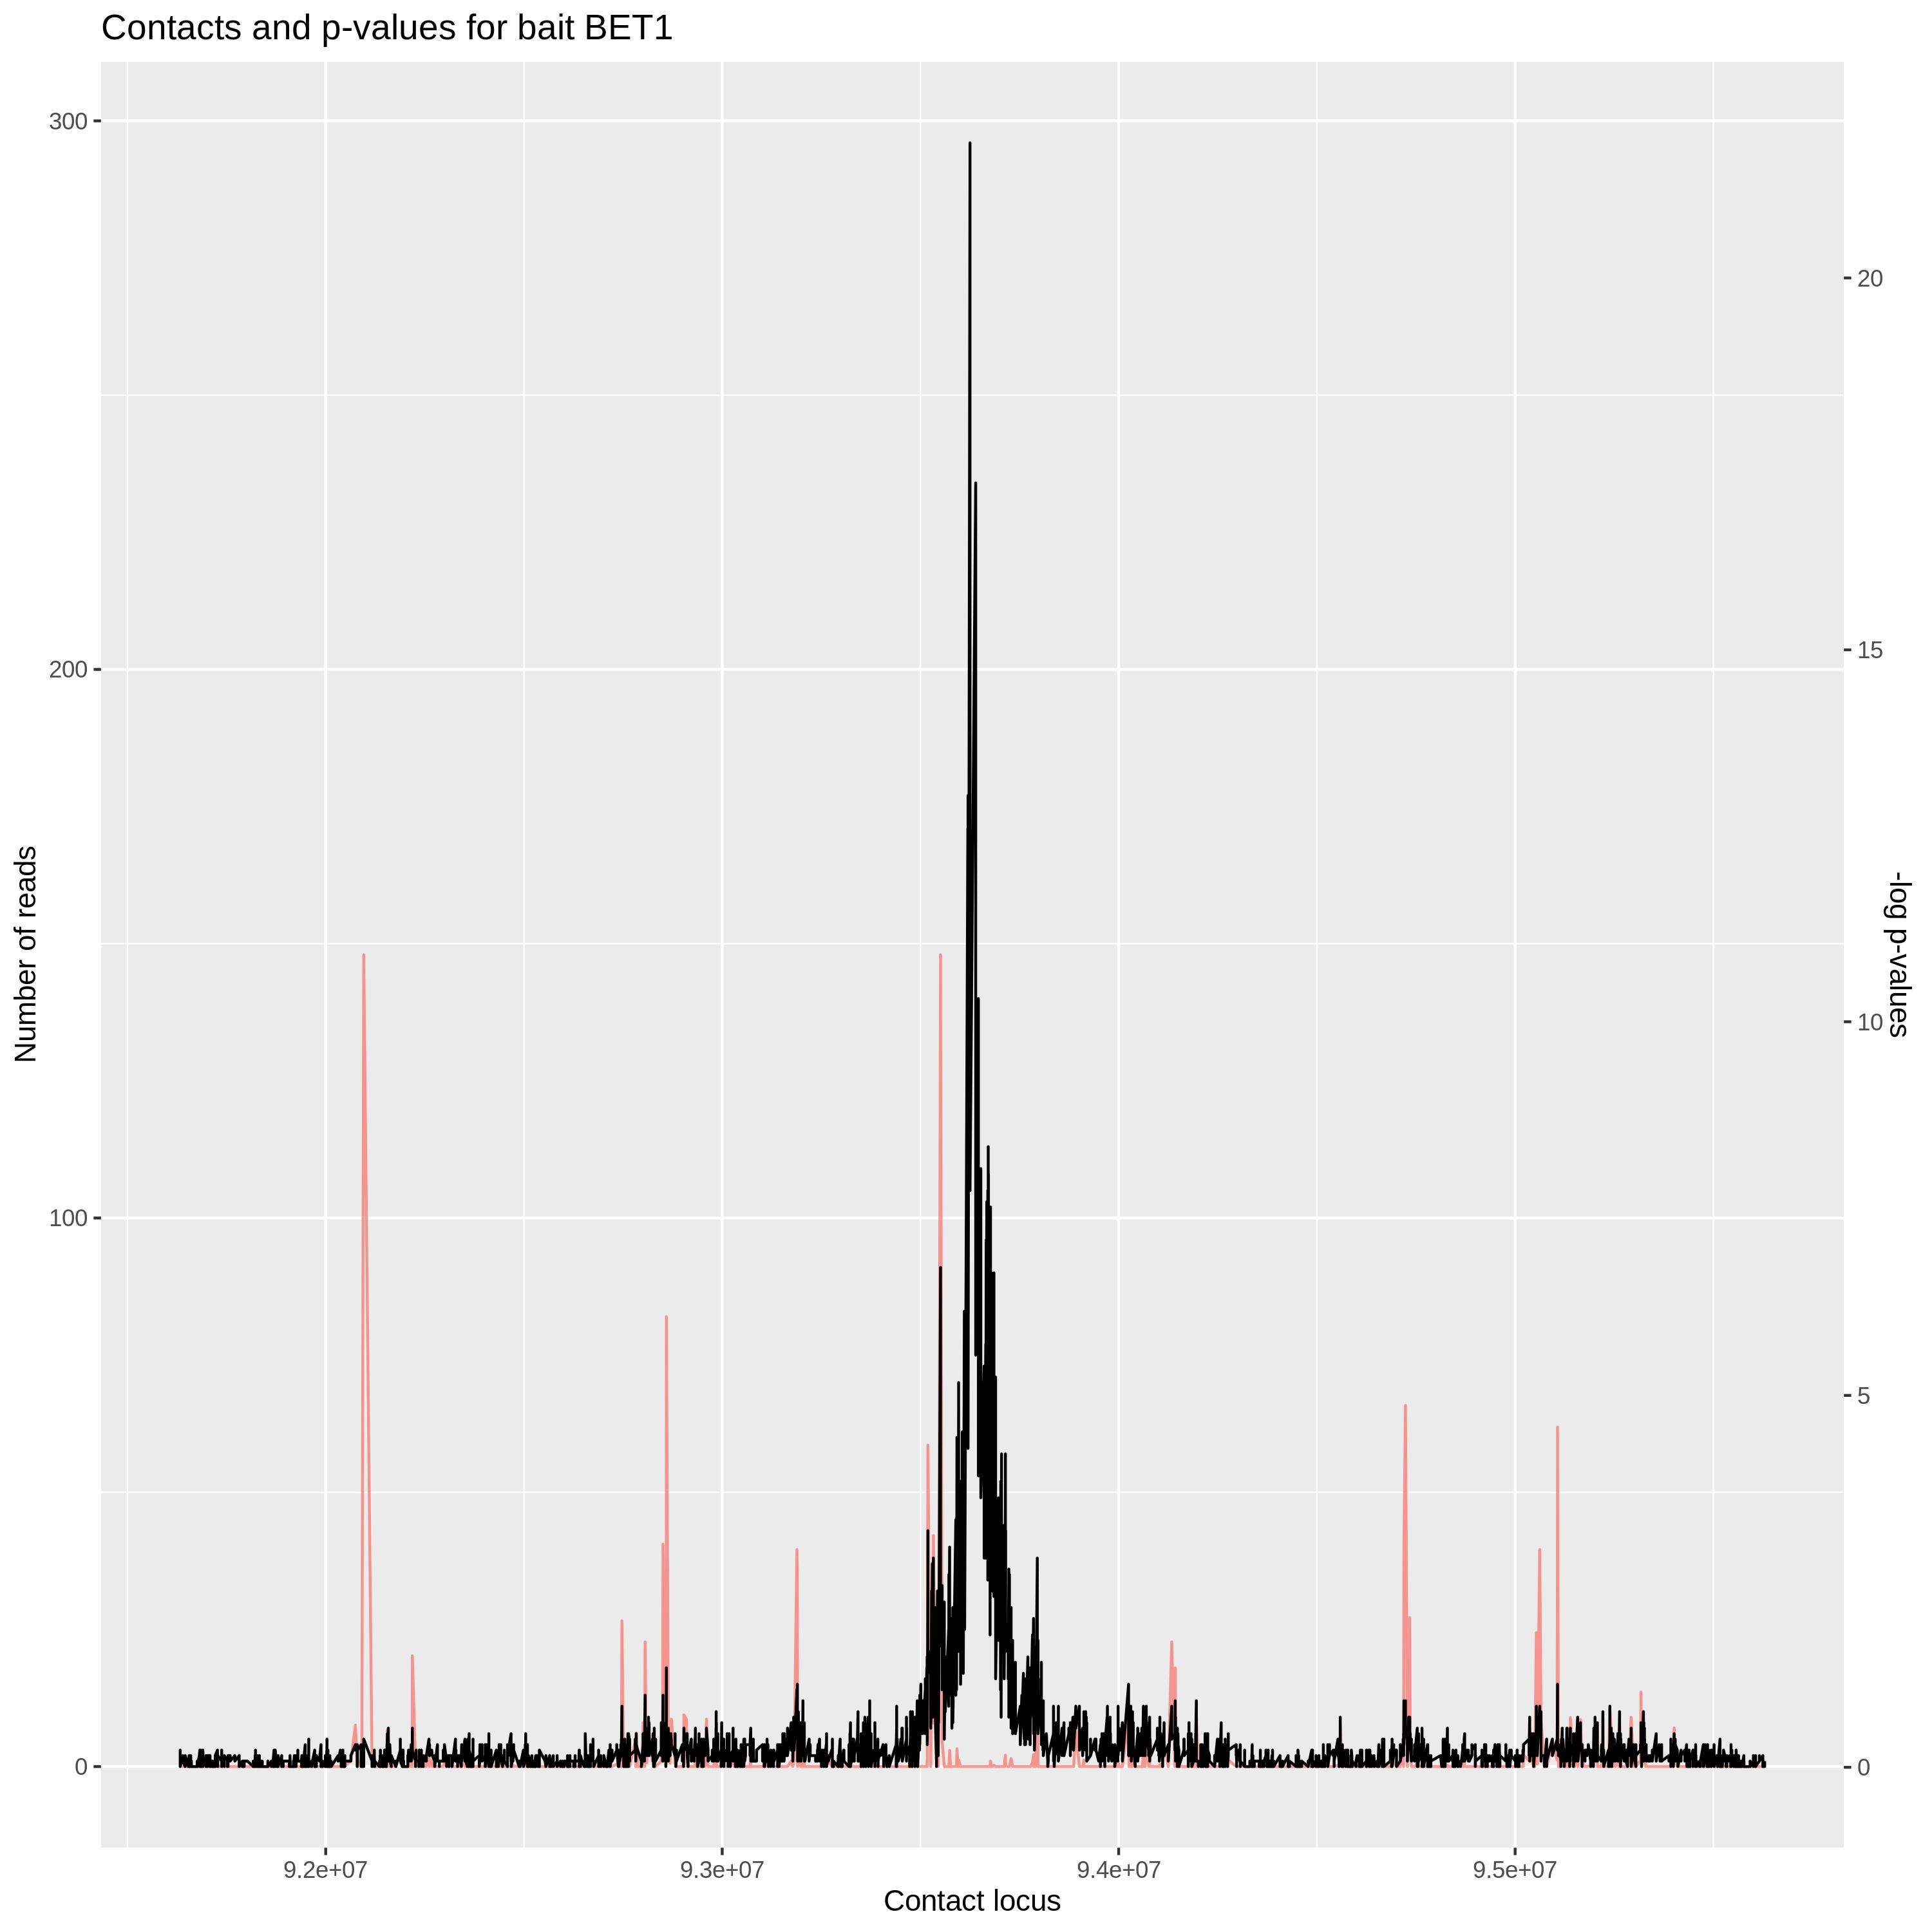 Contacts and p-values for bait BET1
300
200
100
0
Number of reads
20
15
10
5
0
-log p-values
9.2e+07
9.3e+07
9.4e+07
9.5e+07
Contact locus